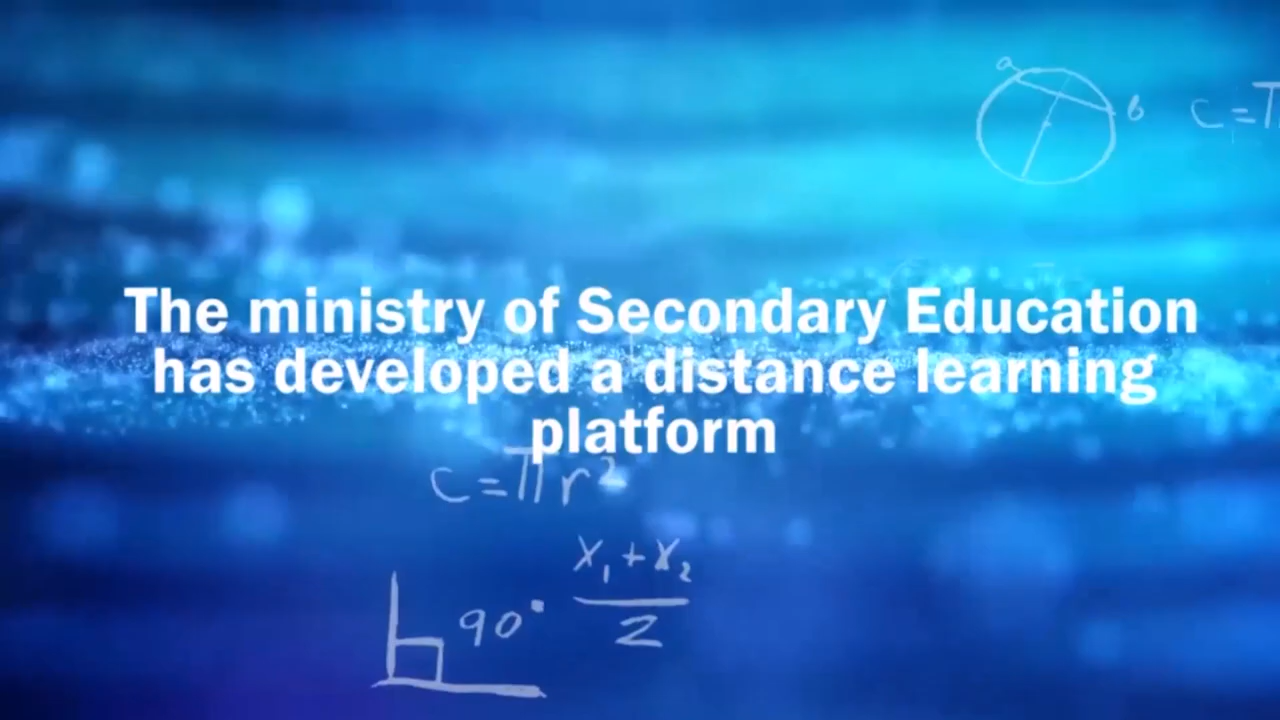 a
b
c=π
The ministry of Secondary Education
has developed a distance learning
platform
c=πr²
x₁+x₂
2
90°